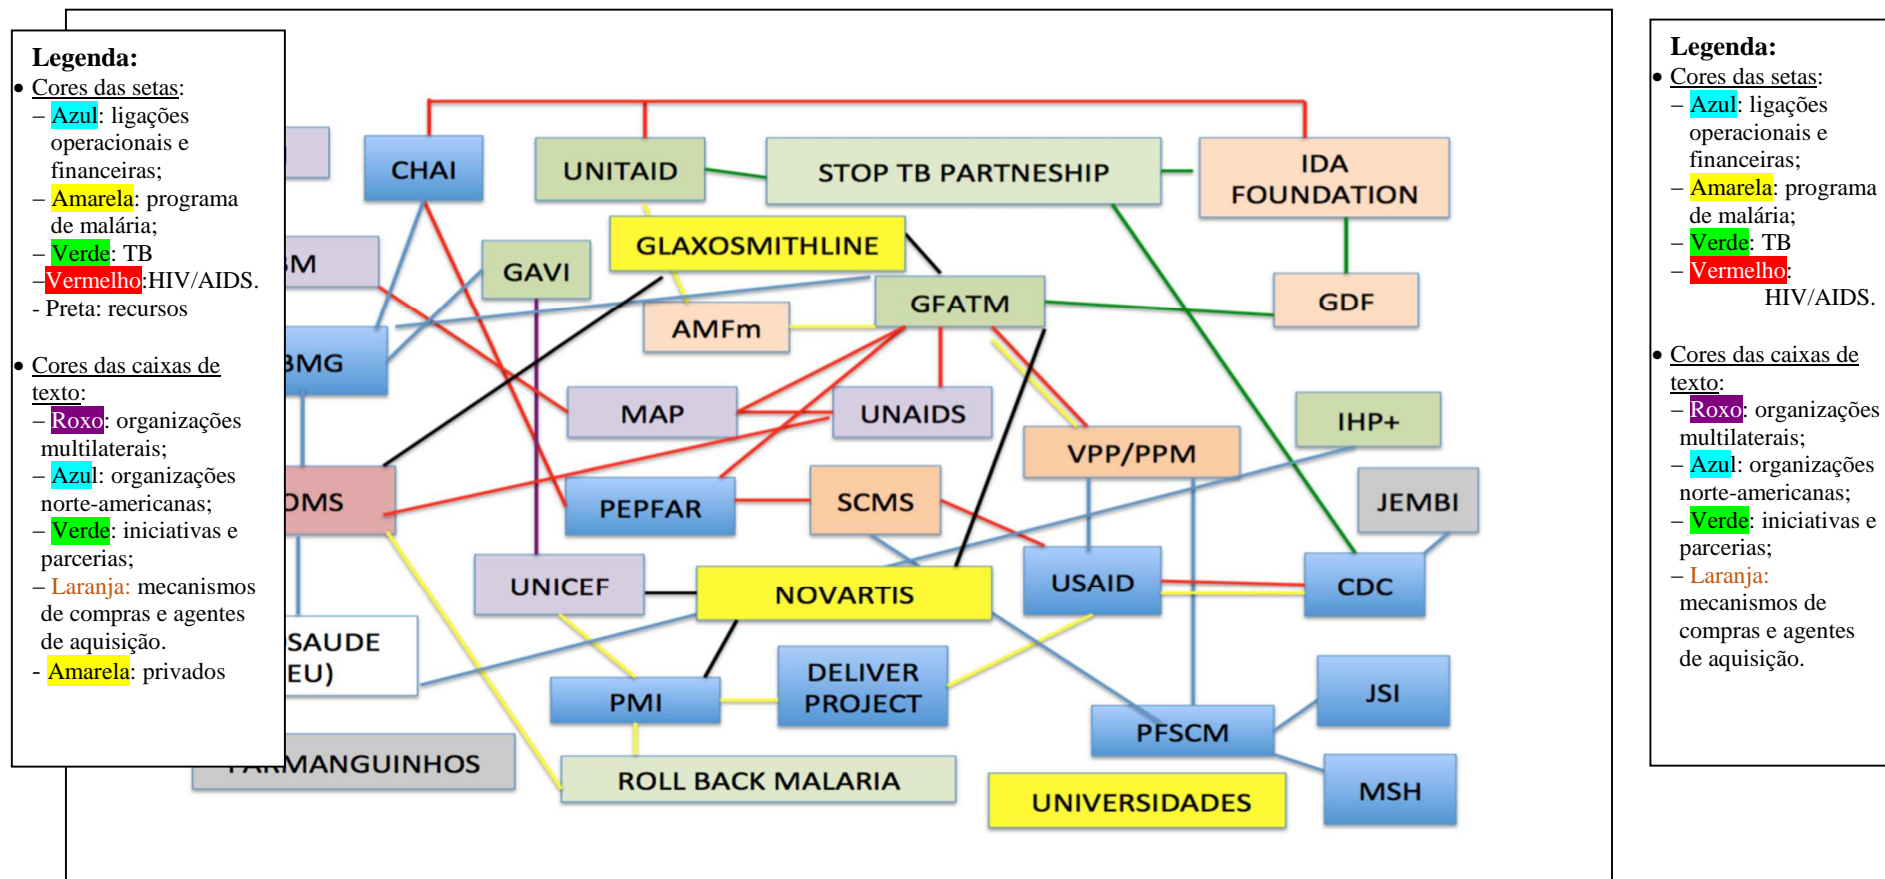 Legenda:
• Cores das setas:
– Azul: ligações
operacionais e
financeiras;
– Amarela: programa
de malária;
– Verde: TB
–Vermelho:HIV/AIDS.
- Preta: recursos
• Cores das caixas de
texto:
– Roxo: organizações
multilaterais;
– Azul: organizações
norte-americanas;
– Verde: iniciativas e
parcerias;
– Laranja: mecanismos
de compras e agentes
de aquisição.
- Amarela: privados
CHAI
UNITAID
STOP TB PARTNESHIP
IDA
FOUNDATION
GLAXOSMITHLINE
BM
GAVI
GFATM
GDF
AMFm
BMG
MAP
UNAIDS
IHP+
VPP/PPM
OMS
PEPFAR
SCMS
JEMBI
UNICEF
NOVARTIS
USAID
CDC
SAUDE
EU)
PMI
DELIVER
PROJECT
JSI
PFSCM
FARMANGUINHOS
ROLL BACK MALARIA
UNIVERSIDADES
MSH
Legenda:
• Cores das setas:
– Azul: ligações
operacionais e
financeiras;
– Amarela: programa
de malária;
– Verde: TB
– Vermelho:
HIV/AIDS.
• Cores das caixas de
texto:
– Roxo: organizações
multilaterais;
– Azul: organizações
norte-americanas;
– Verde: iniciativas e
parcerias;
– Laranja:
mecanismos de
compras e agentes
de aquisição.